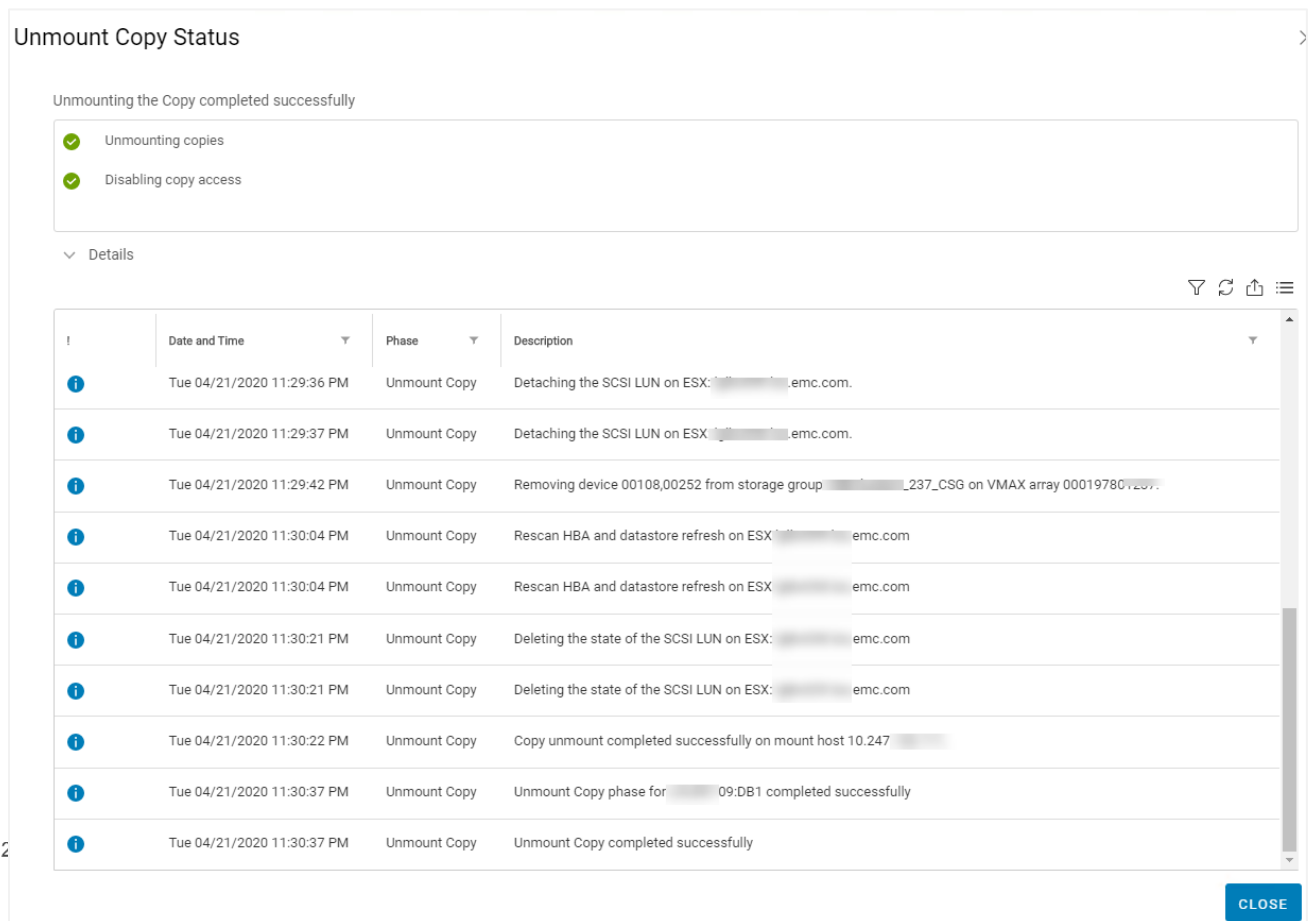 Unmount Copy Status
Unmounting the Copy completed successfully
Unmounting copies
Disabling copy access
Details
! Date and Time Phase Description
Tue 04/21/2020 11:29:36 PM Unmount Copy Detaching the SCSI LUN on ESX: .emc.com.
Tue 04/21/2020 11:29:37 PM Unmount Copy Detaching the SCSI LUN on ESX .emc.com.
Tue 04/21/2020 11:29:42 PM Unmount Copy Removing device 00108,00252 from storage group _237_CSG on VMAX array
Tue 04/21/2020 11:30:04 PM Unmount Copy Rescan HBA and datastore refresh on ESX emc.com
Tue 04/21/2020 11:30:04 PM Unmount Copy Rescan HBA and datastore refresh on ESX emc.com
Tue 04/21/2020 11:30:21 PM Unmount Copy Deleting the state of the SCSI LUN on ESX: emc.com
Tue 04/21/2020 11:30:21 PM Unmount Copy Deleting the state of the SCSI LUN on ESX: emc.com
Tue 04/21/2020 11:30:22 PM Unmount Copy Copy unmount completed successfully on mount host 10.247
Tue 04/21/2020 11:30:37 PM Unmount Copy Unmount Copy phase for 09:DB1 completed successfully
Tue 04/21/2020 11:30:37 PM Unmount Copy Unmount Copy completed successfully
2
CLOSE